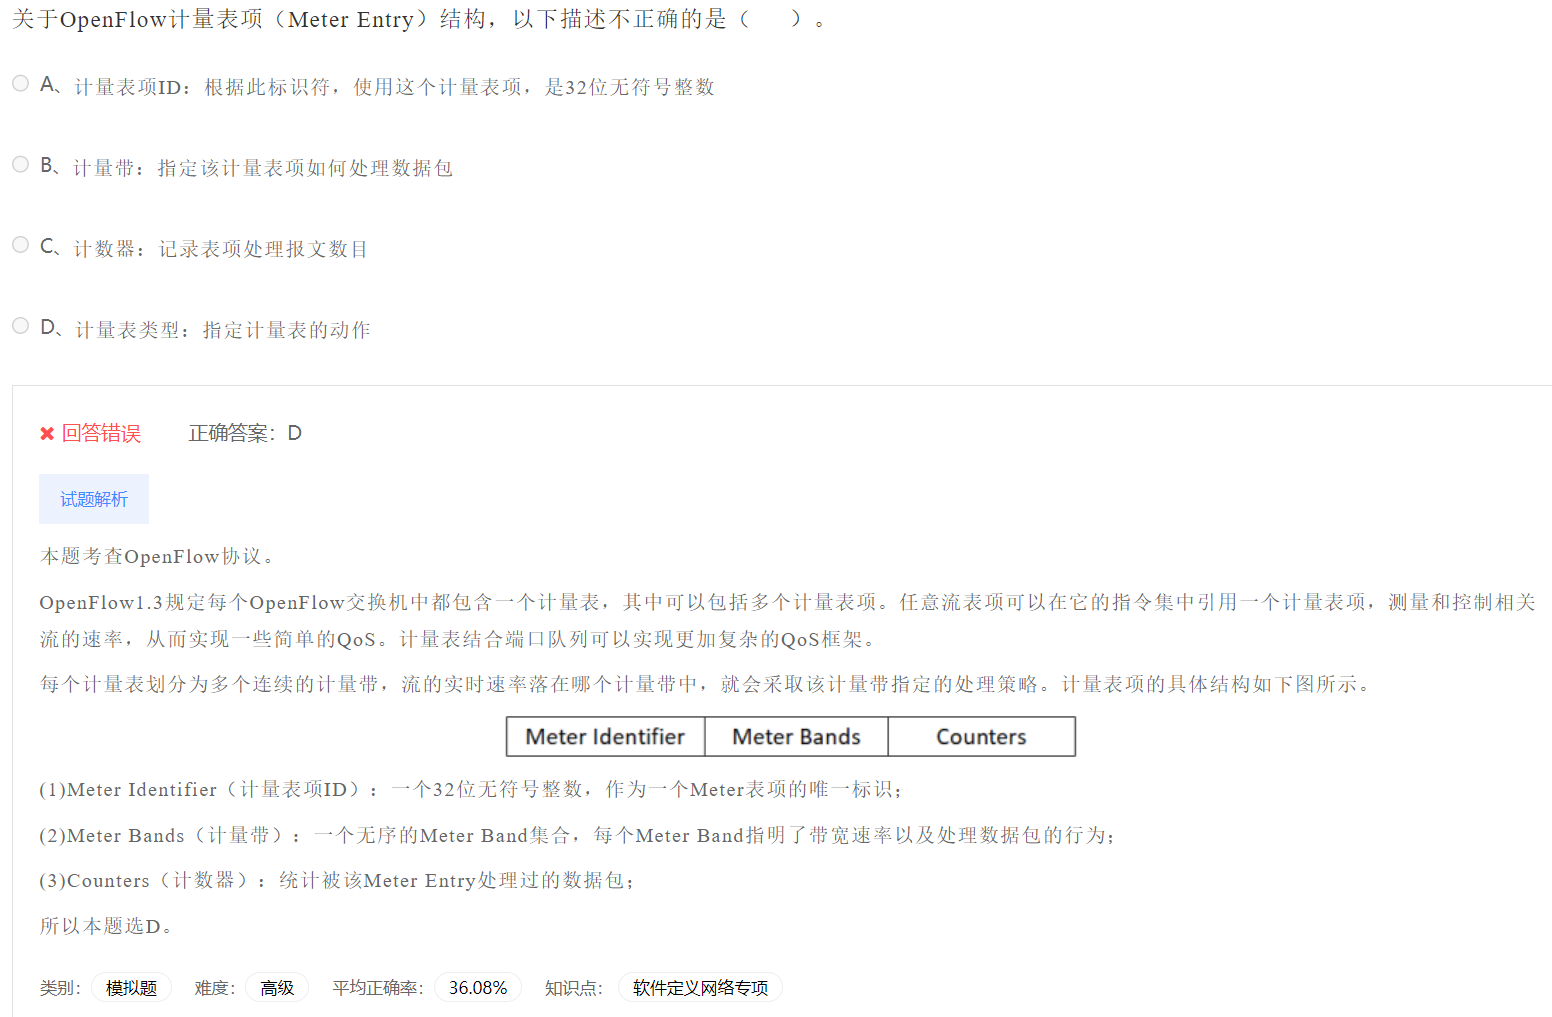 关于OpenFlow计量表项（Meter Entry）结构，以下描述不正确的是（　　）。
A、计量表项ID：根据此标识符，使用这个计量表项，是32位无符号整数
B、计量带：指定该计量表项如何处理数据包
C、计数器：记录表项处理报文数目
D、计量表类型：指定计量表的动作
回答错误 正确答案：D
试题解析
本题考查OpenFlow协议。
OpenFlow1.3规定每个OpenFlow交换机中都包含一个计量表，其中可以包括多个计量表项。任意流表项可以在它的指令集中引用一个计量表项，测量和控制相关
流的速率，从而实现一些简单的QoS。计量表结合端口队列可以实现更加复杂的QoS框架。
每个计量表划分为多个连续的计量带，流的实时速率落在哪个计量带中，就会采取该计量带指定的处理策略。计量表项的具体结构如下图所示。
Meter Identifier Meter Bands Counters
(1)Meter Identifier（计量表项ID）：一个32位无符号整数，作为一个Meter表项的唯一标识；
(2)Meter Bands（计量带）：一个无序的Meter Band集合，每个Meter Band指明了带宽速率以及处理数据包的行为；
(3)Counters（计数器）：统计被该Meter Entry处理过的数据包；
所以本题选D。
类别： 模拟题 难度： 高级 平均正确率： 36.08% 知识点： 软件定义网络专项